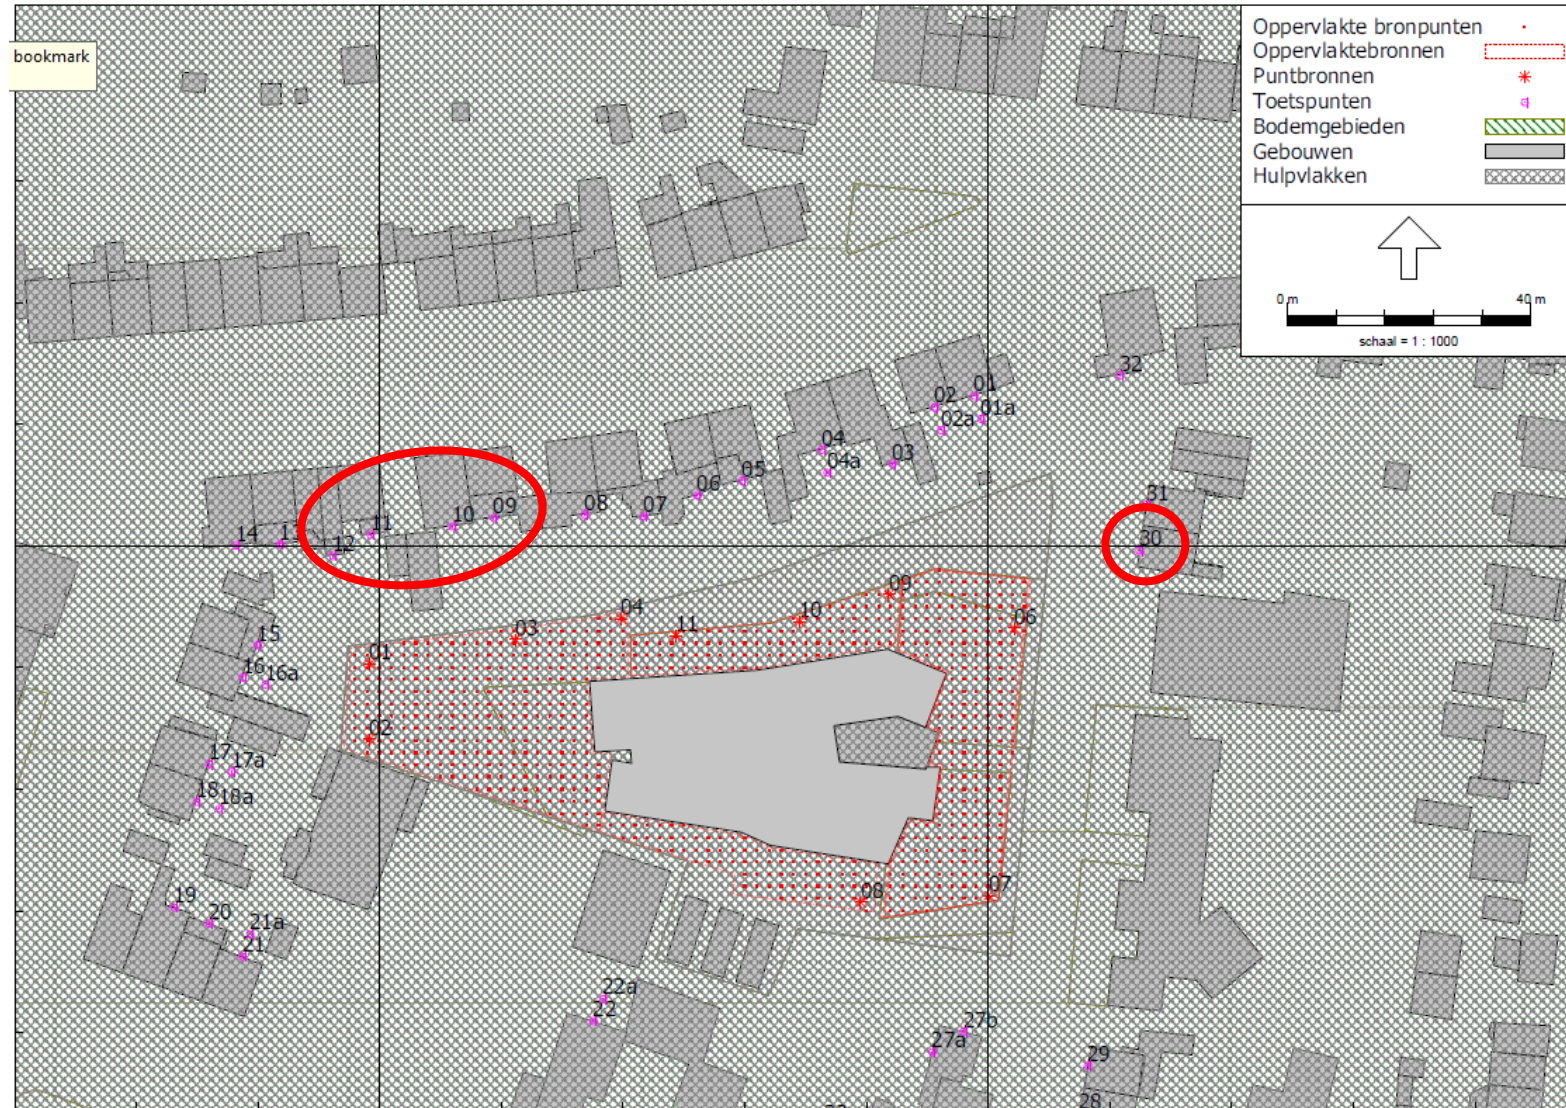 bookmark
Oppervlakte bronpunten
Oppervlaktebronnen
Puntbronnen
Toetspunten
Bodemgebieden
Gebouwen
Hulpvlakken
0 m 40 m
schaal = 1 : 1000
32
01
02
01a
02a
04
03
04a
05
06
07
08
09
10
11
12
14
31
30
09
10
11
04
03
06
01
02
15
16
16a
17
17a
18
18a
19
20
21a
21
08
07
22a
22
27b
27a
29
28